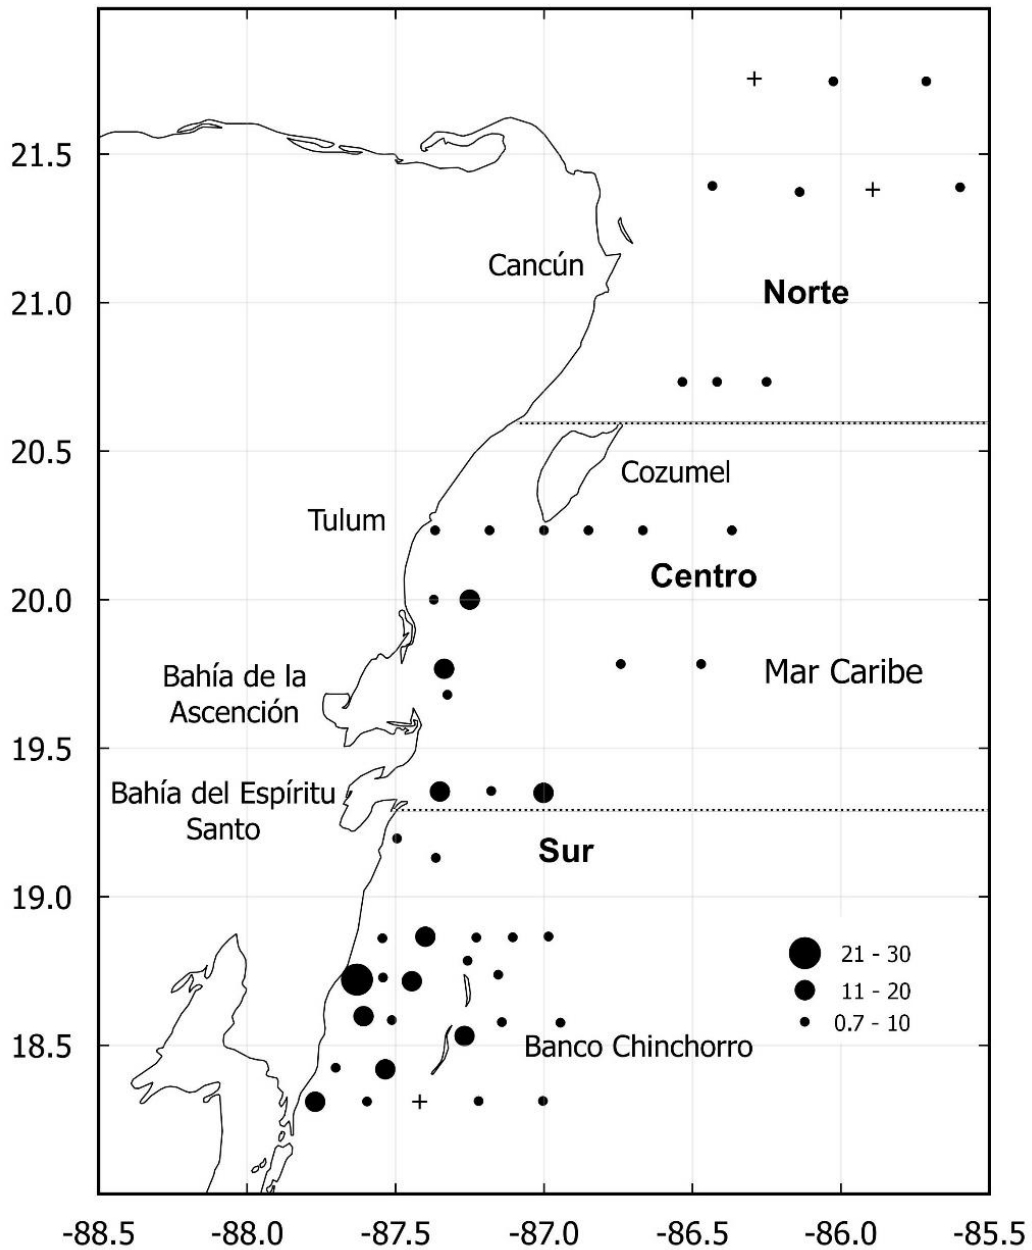 21.5
Cancún
21.0
Norte
20.5
Cozumel
Tulum
Centro
20.0
Bahía de la
Ascención
Mar Caribe
19.5
Bahía del Espíritu
Santo
Sur
19.0
21 - 30
11 - 20
0.7 - 10
18.5
Banco Chinchorro
-88.5 -88.0 -87.5 -87.0 -86.5 -86.0 -85.5